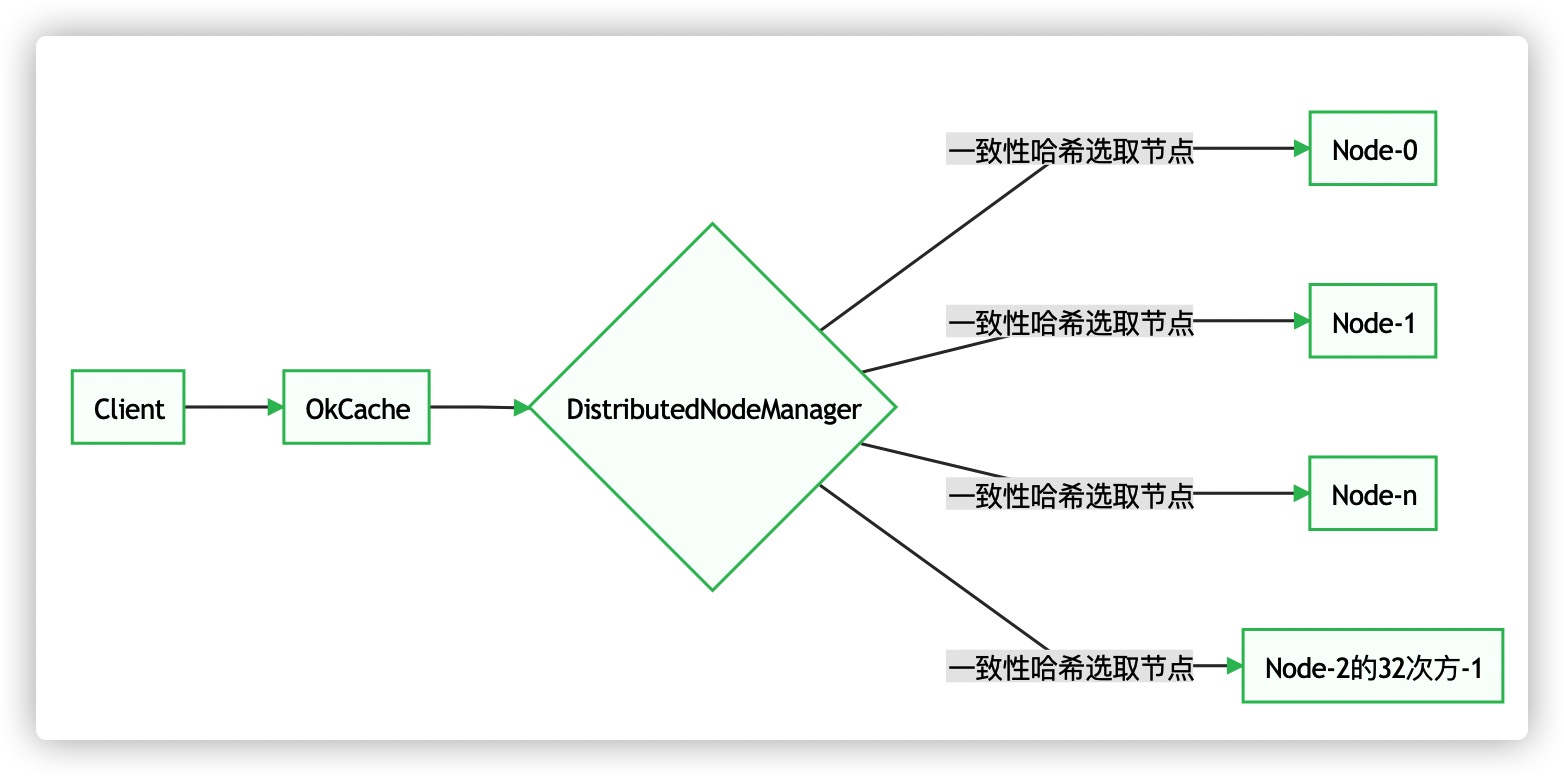 Client
OkCache
DistributedNodeManager
一致性哈希选取节点
Node-0
一致性哈希选取节点
Node-1
一致性哈希选取节点
Node-n
一致性哈希选取节点
Node-2的32次方-1